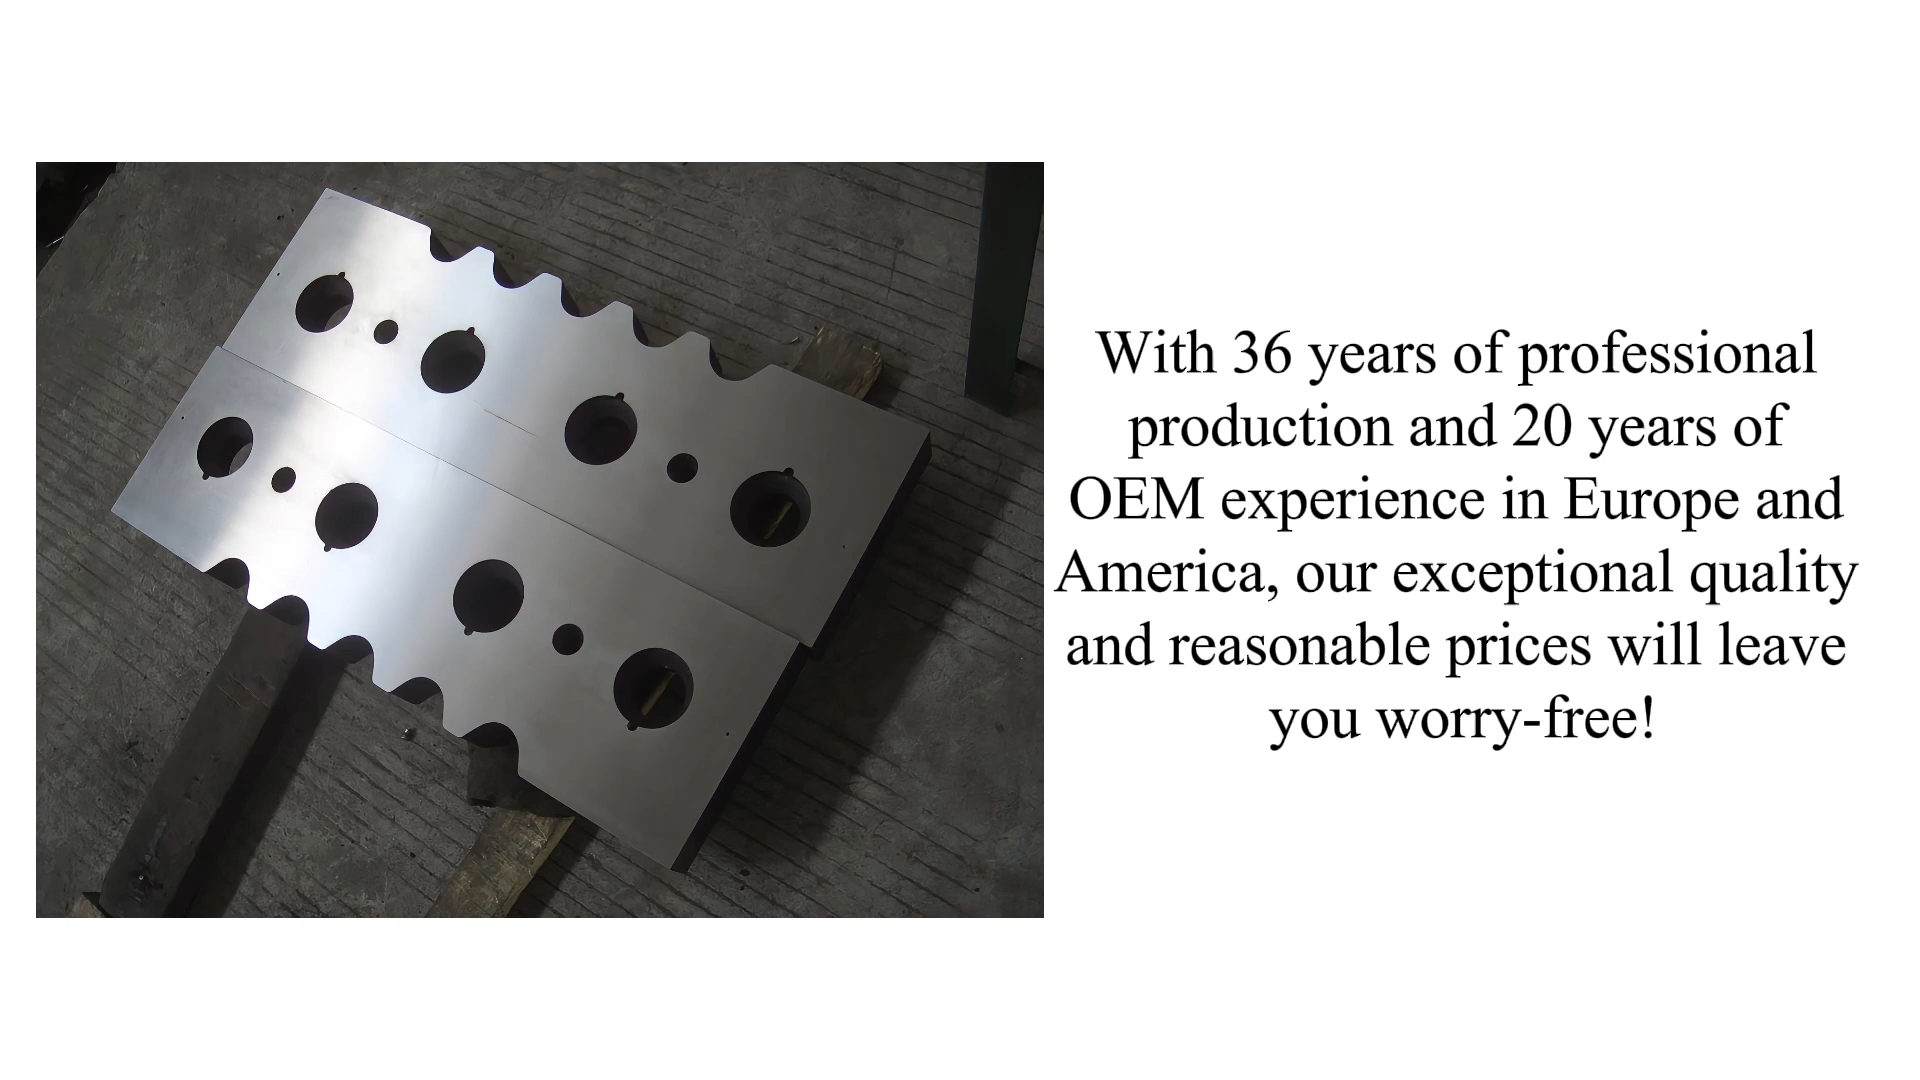 With 36 years of professional
production and 20 years of
OEM experience in Europe and
America, our exceptional quality
and reasonable prices will leave
you worry-free!